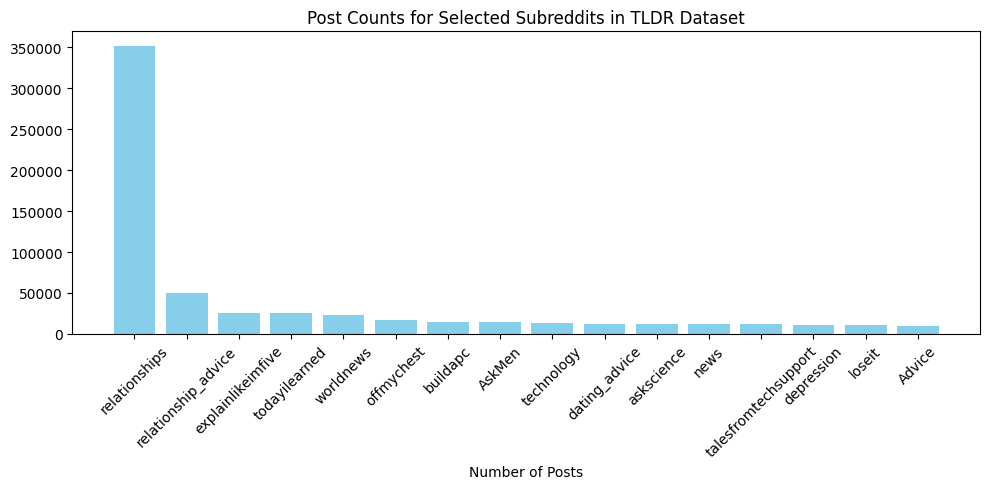 Post Counts for Selected Subreddits in TLDR Dataset
350000
300000
250000
200000
150000
100000
50000
0
relationships
relationship_advice
explainlikeimfive
todayilearned
worldnews
offmychest
buildapc
AskMen
technology
dating_advice
askscience
news
talesfromtechsupport
depression
loseit
Advice
Number of Posts